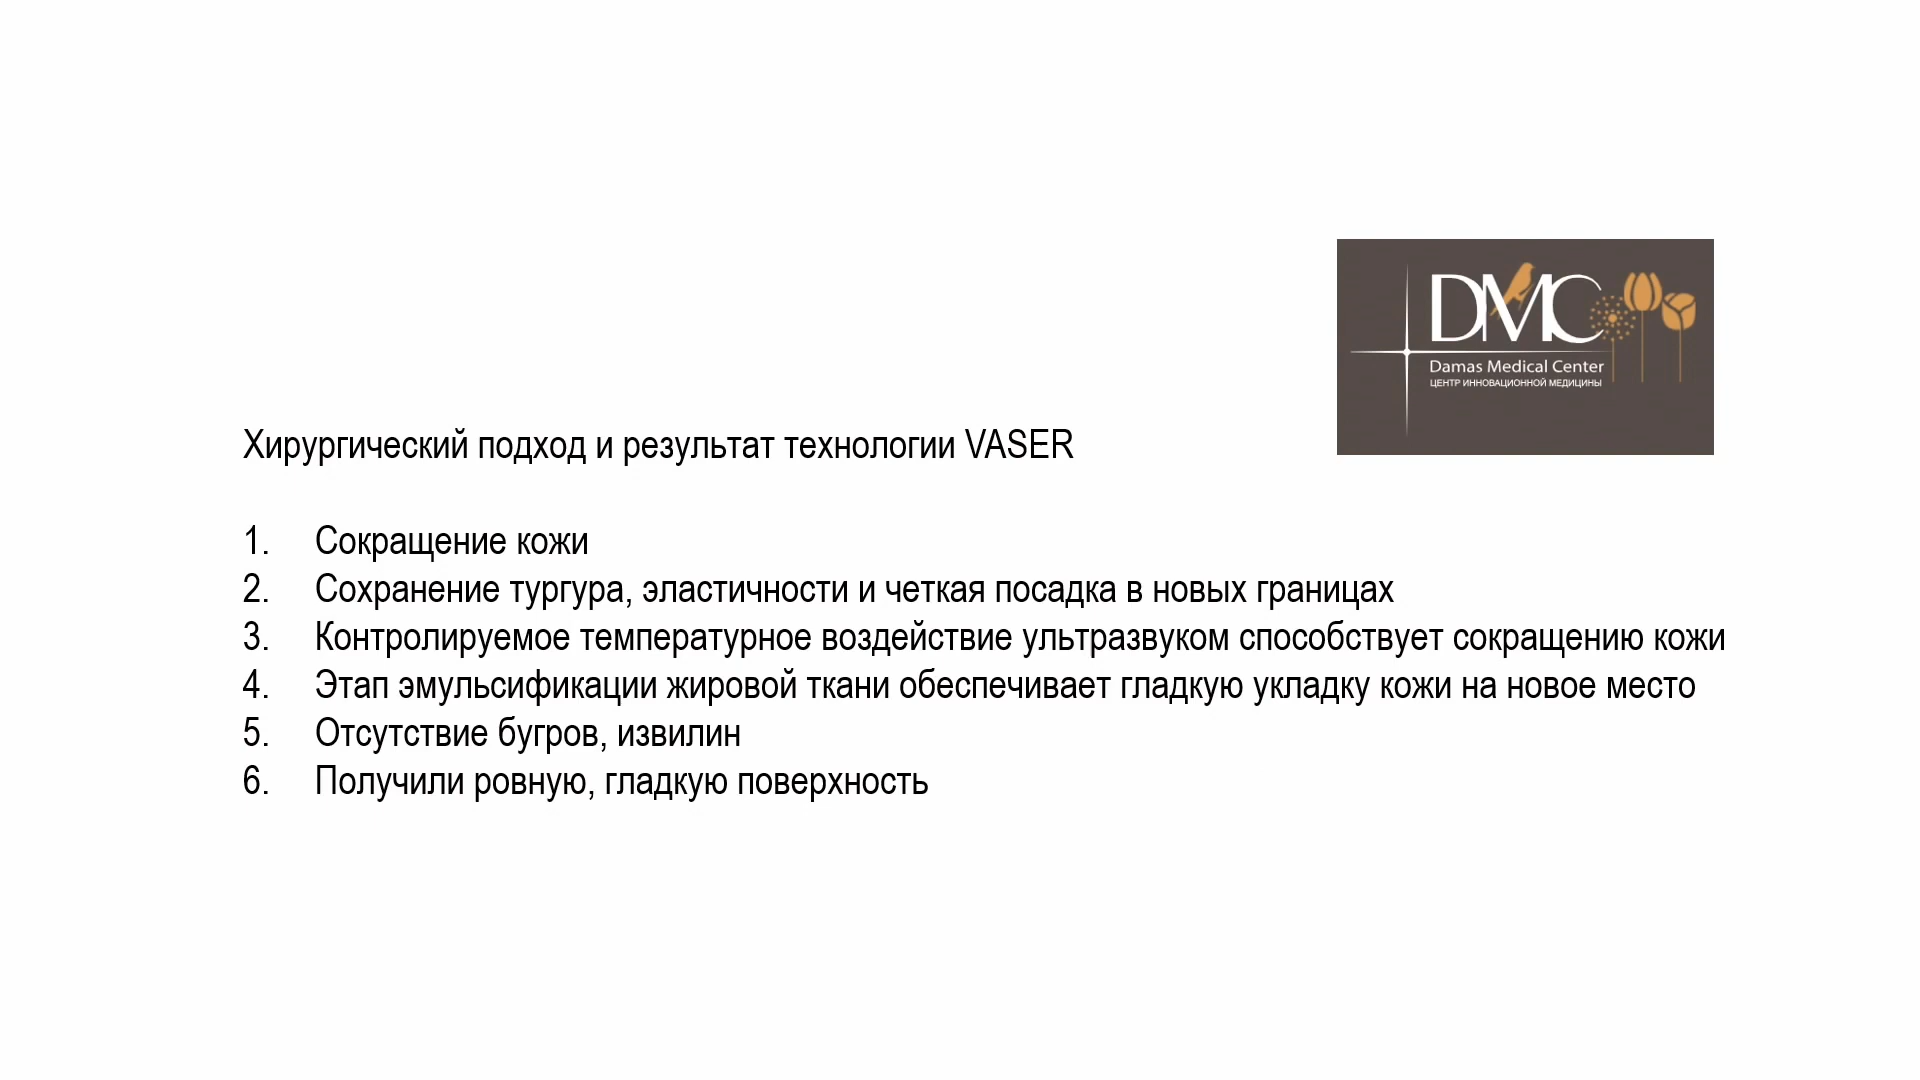 DMC
Damas Medical Center
ЦЕНТР ИННОВАЦИОННОЙ МЕДИЦИНЫ
Хирургический подход и результат технологии VASER
1. Сокращение кожи
2. Сохранение тургура, эластичности и четкая посадка в новых границах
3. Контролируемое температурное воздействие ультразвуком способствует сокращению кожи
4. Этап эмульсификации жировой ткани обеспечивает гладкую укладку кожи на новое место
5. Отсутствие бугров, извилин
6. Получили ровную, гладкую поверхность